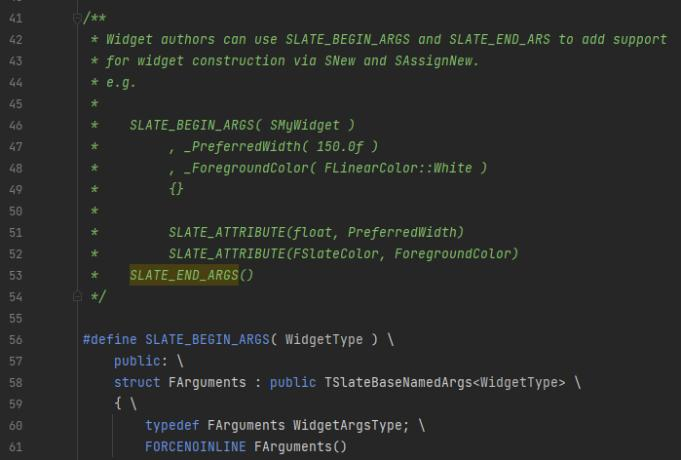 41 /**
42 * Widget authors can use SLATE_BEGIN_ARGS and SLATE_END_ARS to add support
43 * for widget construction via SNew and SAssignNew.
44 * e.g.
45 *
46 *    SLATE_BEGIN_ARGS( SMyWidget )
47 *         , _PreferredWidth( 150.0f )
48 *         , _ForegroundColor( FLinearColor::White )
49 *         {}
50 *
51 *         SLATE_ATTRIBUTE(float, PreferredWidth)
52 *         SLATE_ATTRIBUTE(FSlateColor, ForegroundColor)
53 *    SLATE_END_ARGS()
54 */
55
56 #define SLATE_BEGIN_ARGS( WidgetType ) \
57     public: \
58     struct FArguments : public TSlateBaseNamedArgs<WidgetType> \
59     { \
60         typedef FArguments WidgetArgsType; \
61         FORCENOINLINE FArguments()